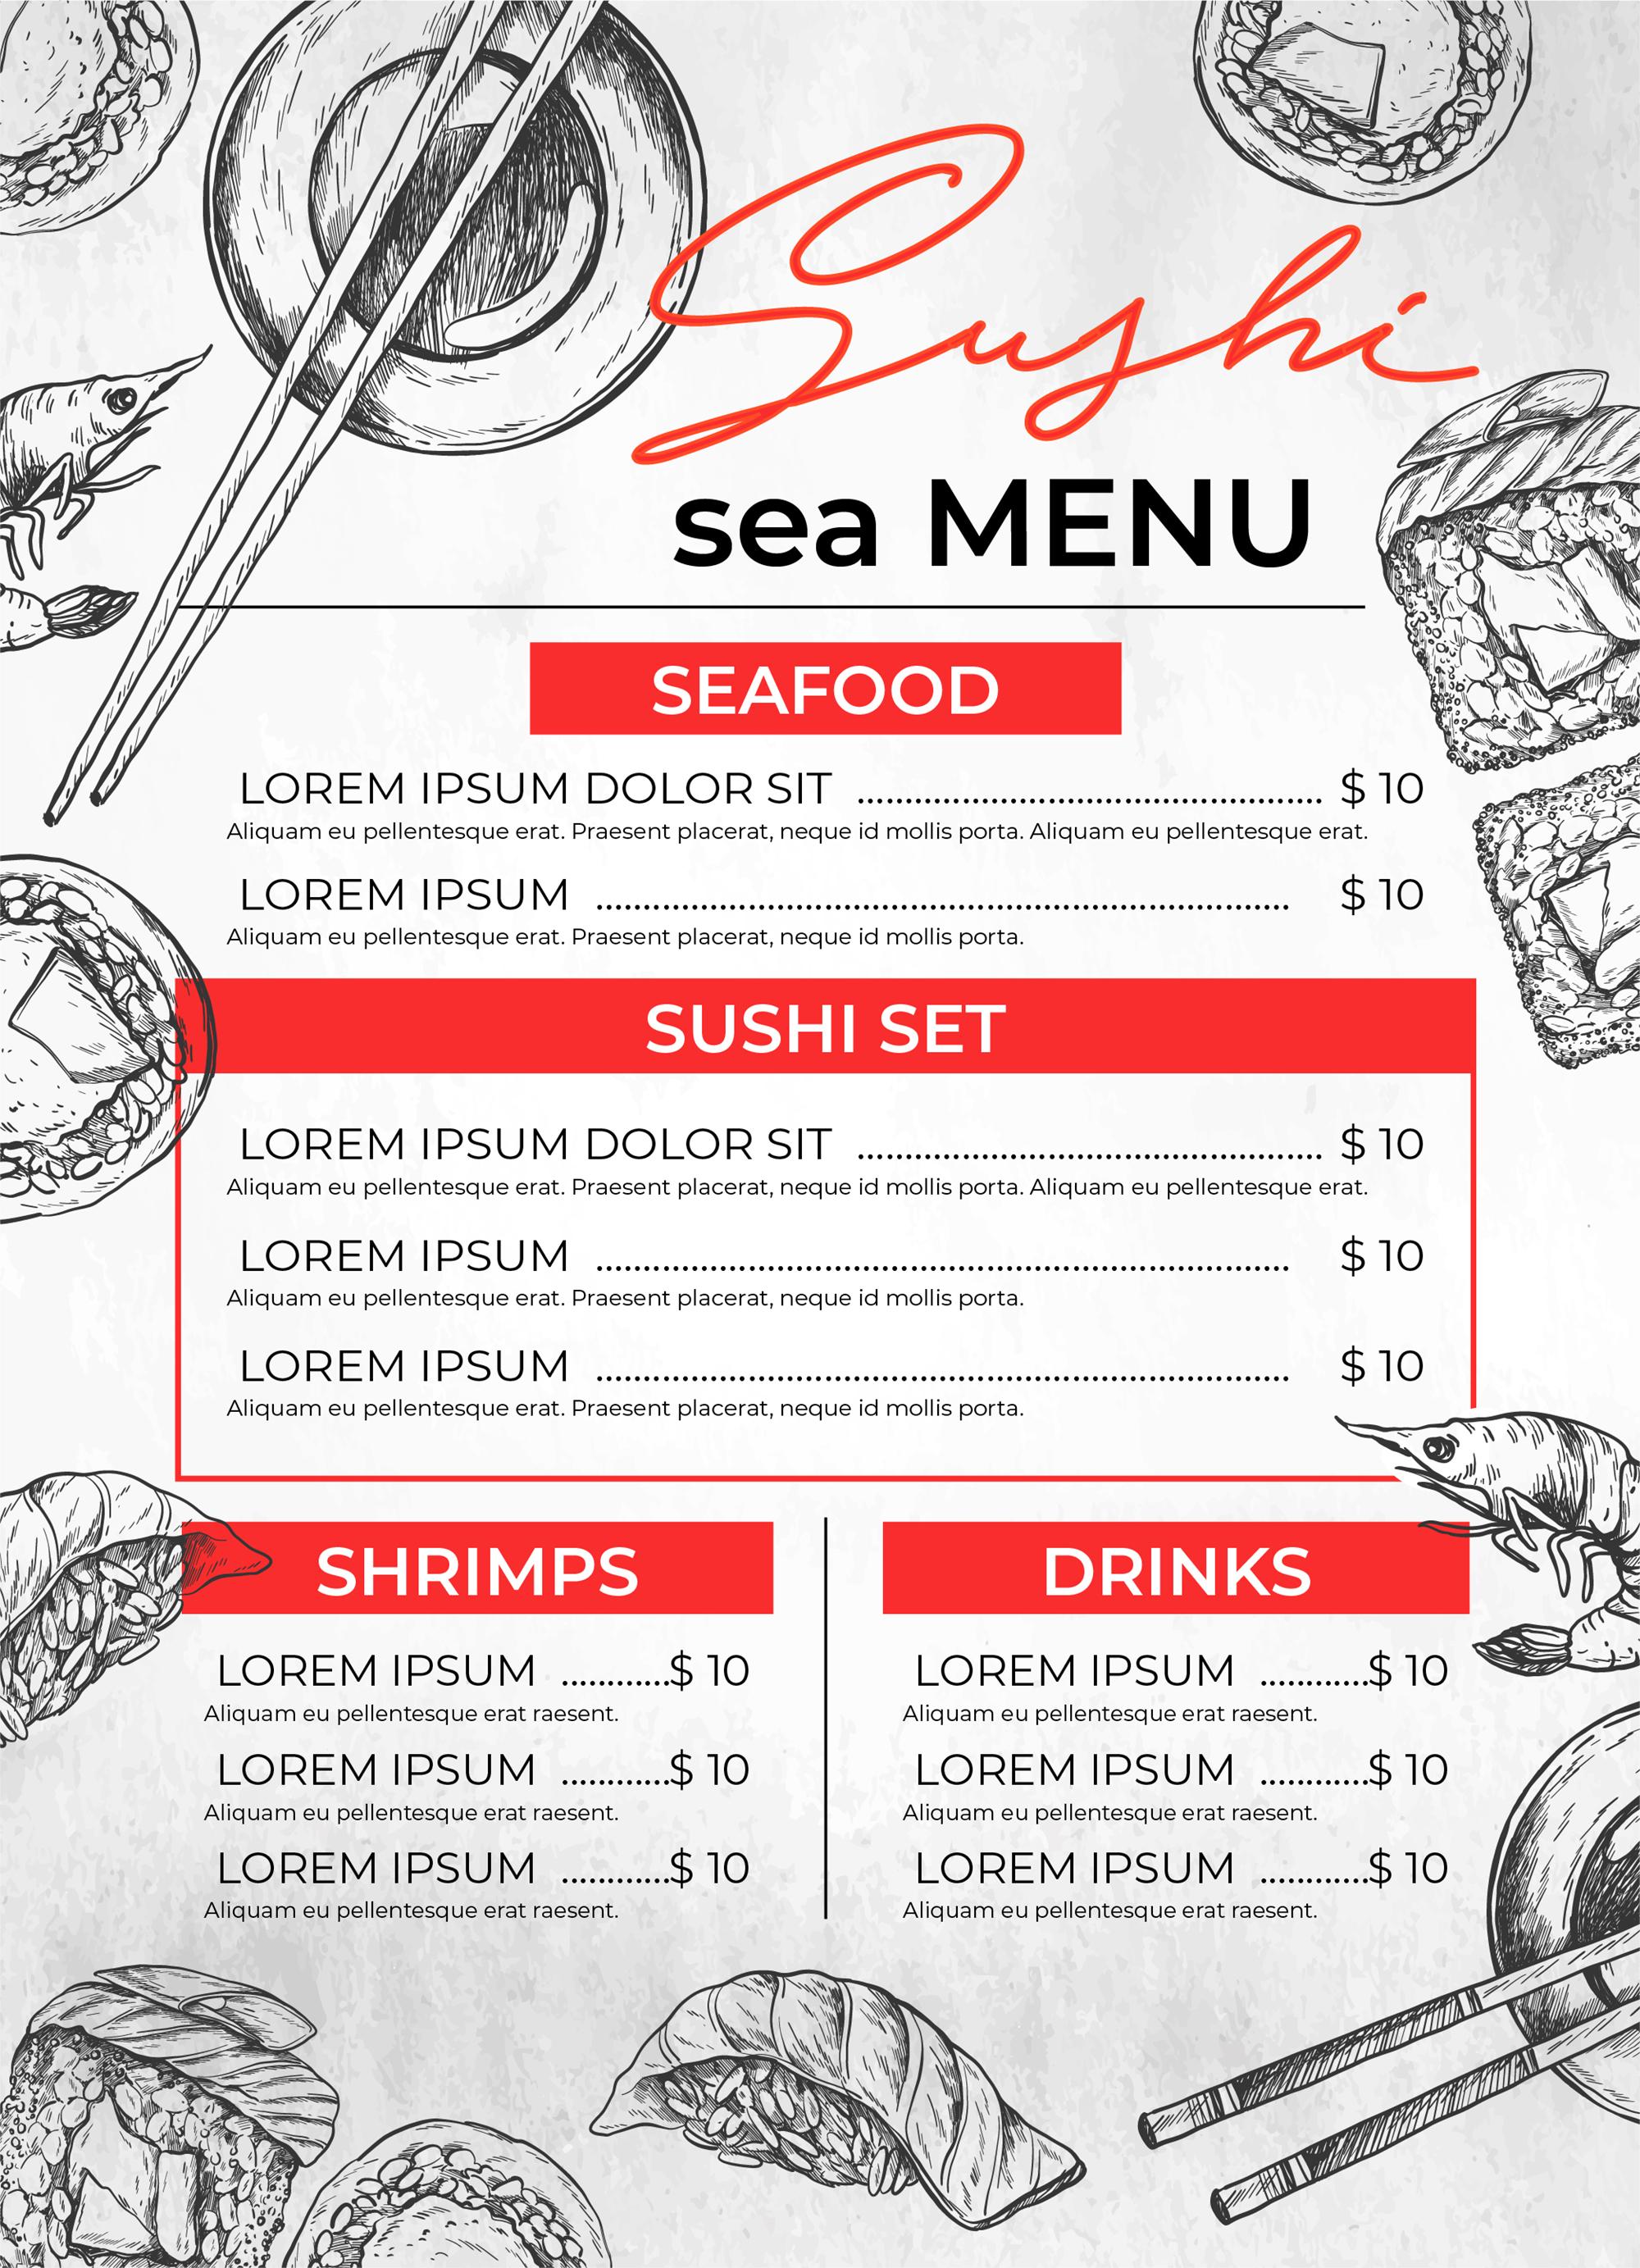 Sushi
sea MENU
SEAFOOD
LOREM IPSUM DOLOR SIT ................................................ $ 10
Aliquam eu pellentesque erat. Praesent placerat, neque id mollis porta. Aliquam eu pellentesque erat.
LOREM IPSUM ........................................................................ $ 10
Aliquam eu pellentesque erat. Praesent placerat, neque id mollis porta.
SUSHI SET
LOREM IPSUM DOLOR SIT ................................................ $ 10
Aliquam eu pellentesque erat. Praesent placerat, neque id mollis porta. Aliquam eu pellentesque erat.
LOREM IPSUM ........................................................................ $ 10
Aliquam eu pellentesque erat. Praesent placerat, neque id mollis porta.
LOREM IPSUM ........................................................................ $ 10
Aliquam eu pellentesque erat. Praesent placerat, neque id mollis porta.
SHRIMPS
LOREM IPSUM ............$ 10
Aliquam eu pellentesque erat raesent.
LOREM IPSUM ............$ 10
Aliquam eu pellentesque erat raesent.
LOREM IPSUM ............$ 10
Aliquam eu pellentesque erat raesent.
DRINKS
LOREM IPSUM ............$ 10
Aliquam eu pellentesque erat raesent.
LOREM IPSUM ............$ 10
Aliquam eu pellentesque erat raesent.
LOREM IPSUM ............$ 10
Aliquam eu pellentesque erat raesent.